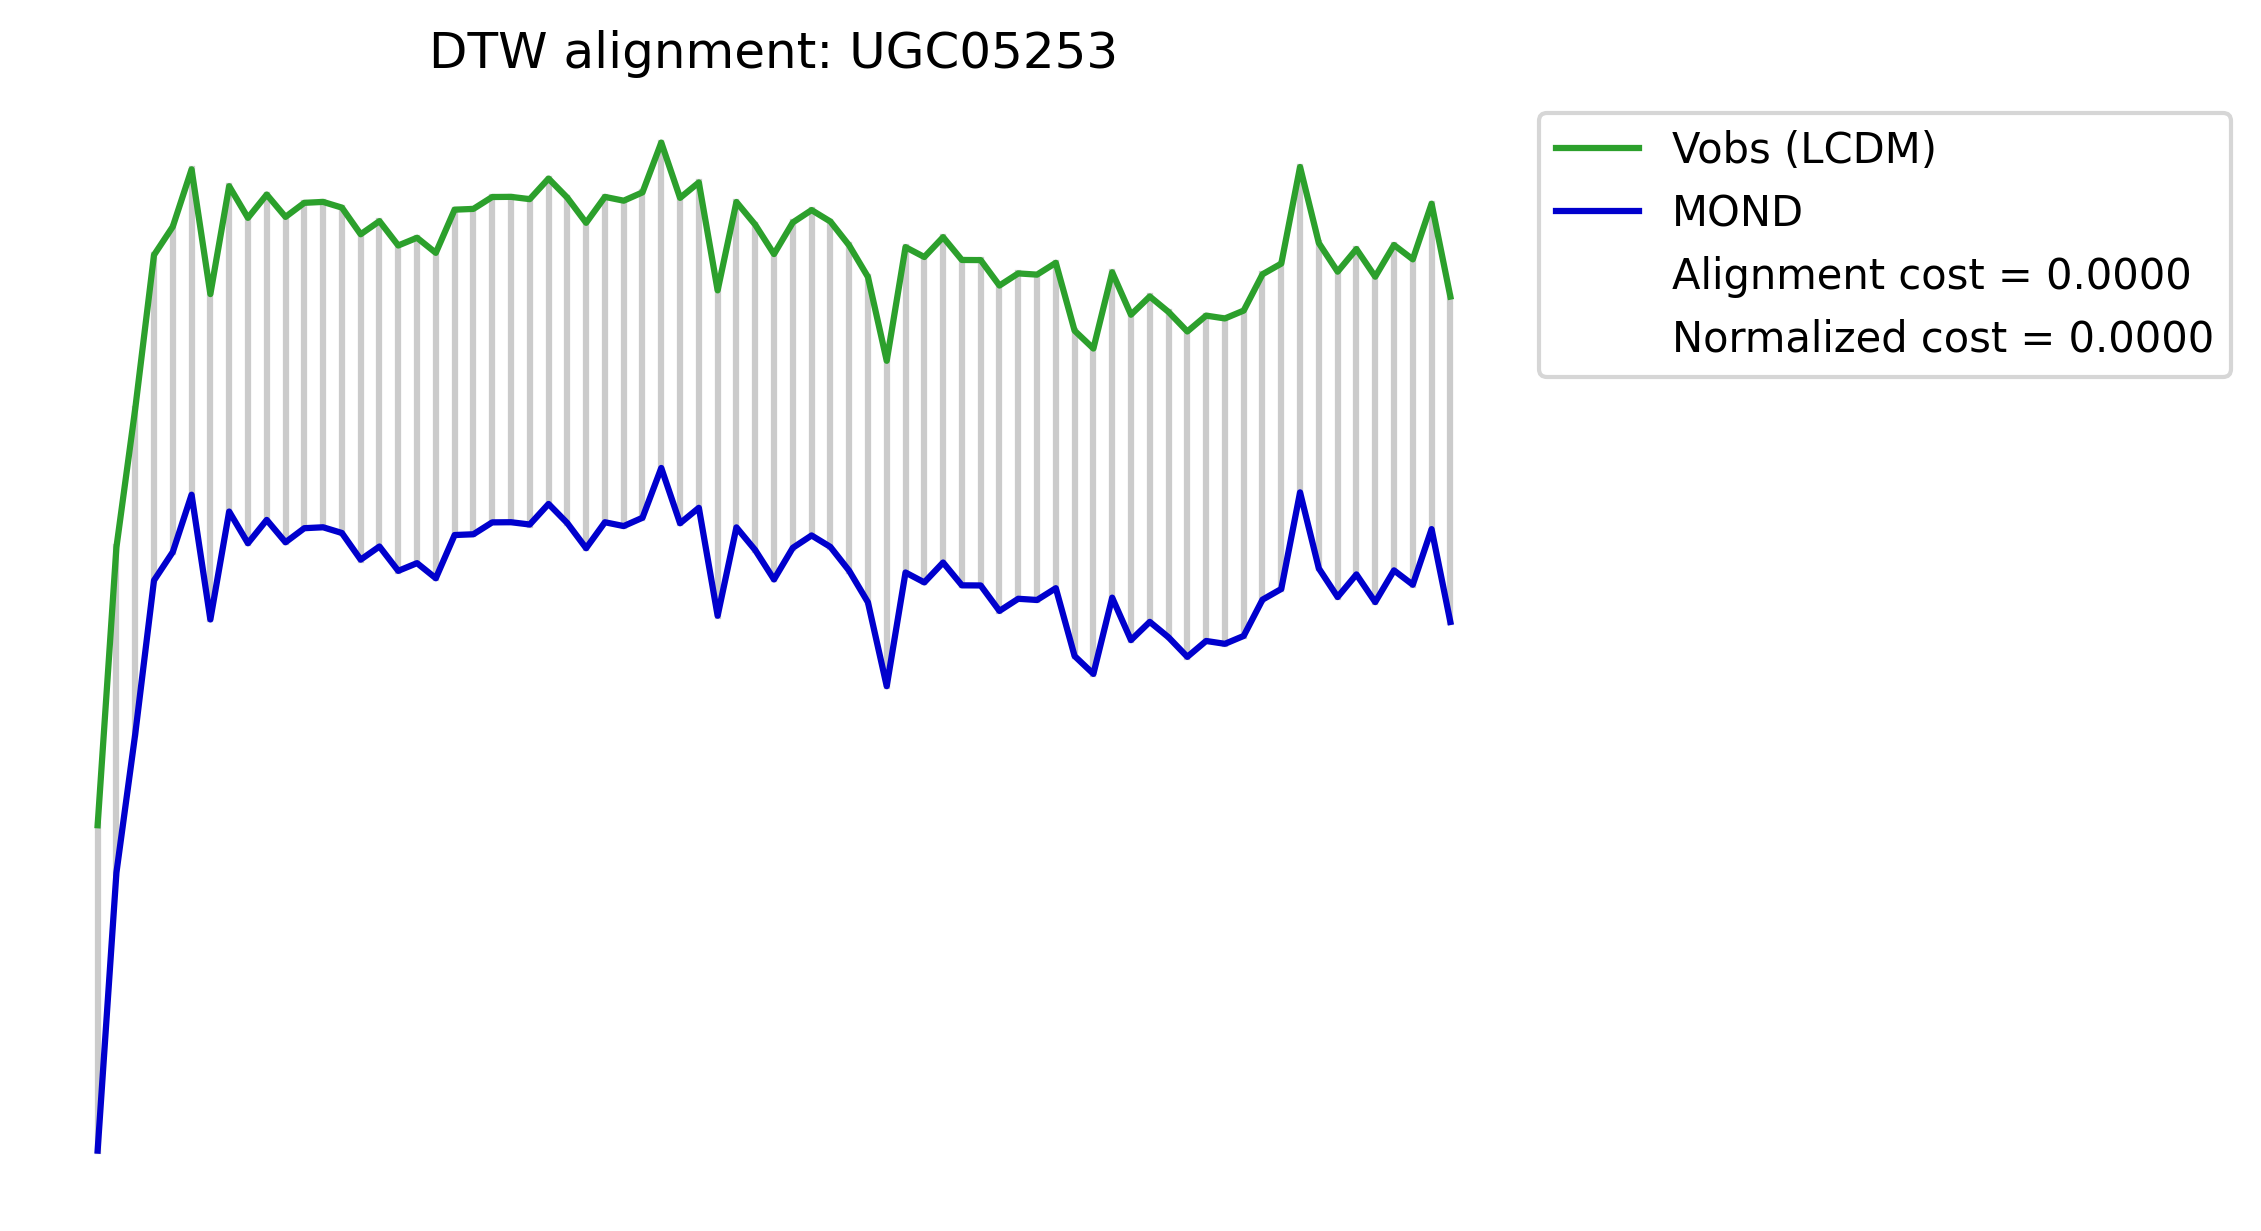 DTW alignment: UGC05253
Vobs (LCDM)
MOND
Alignment cost = 0.0000
Normalized cost = 0.0000